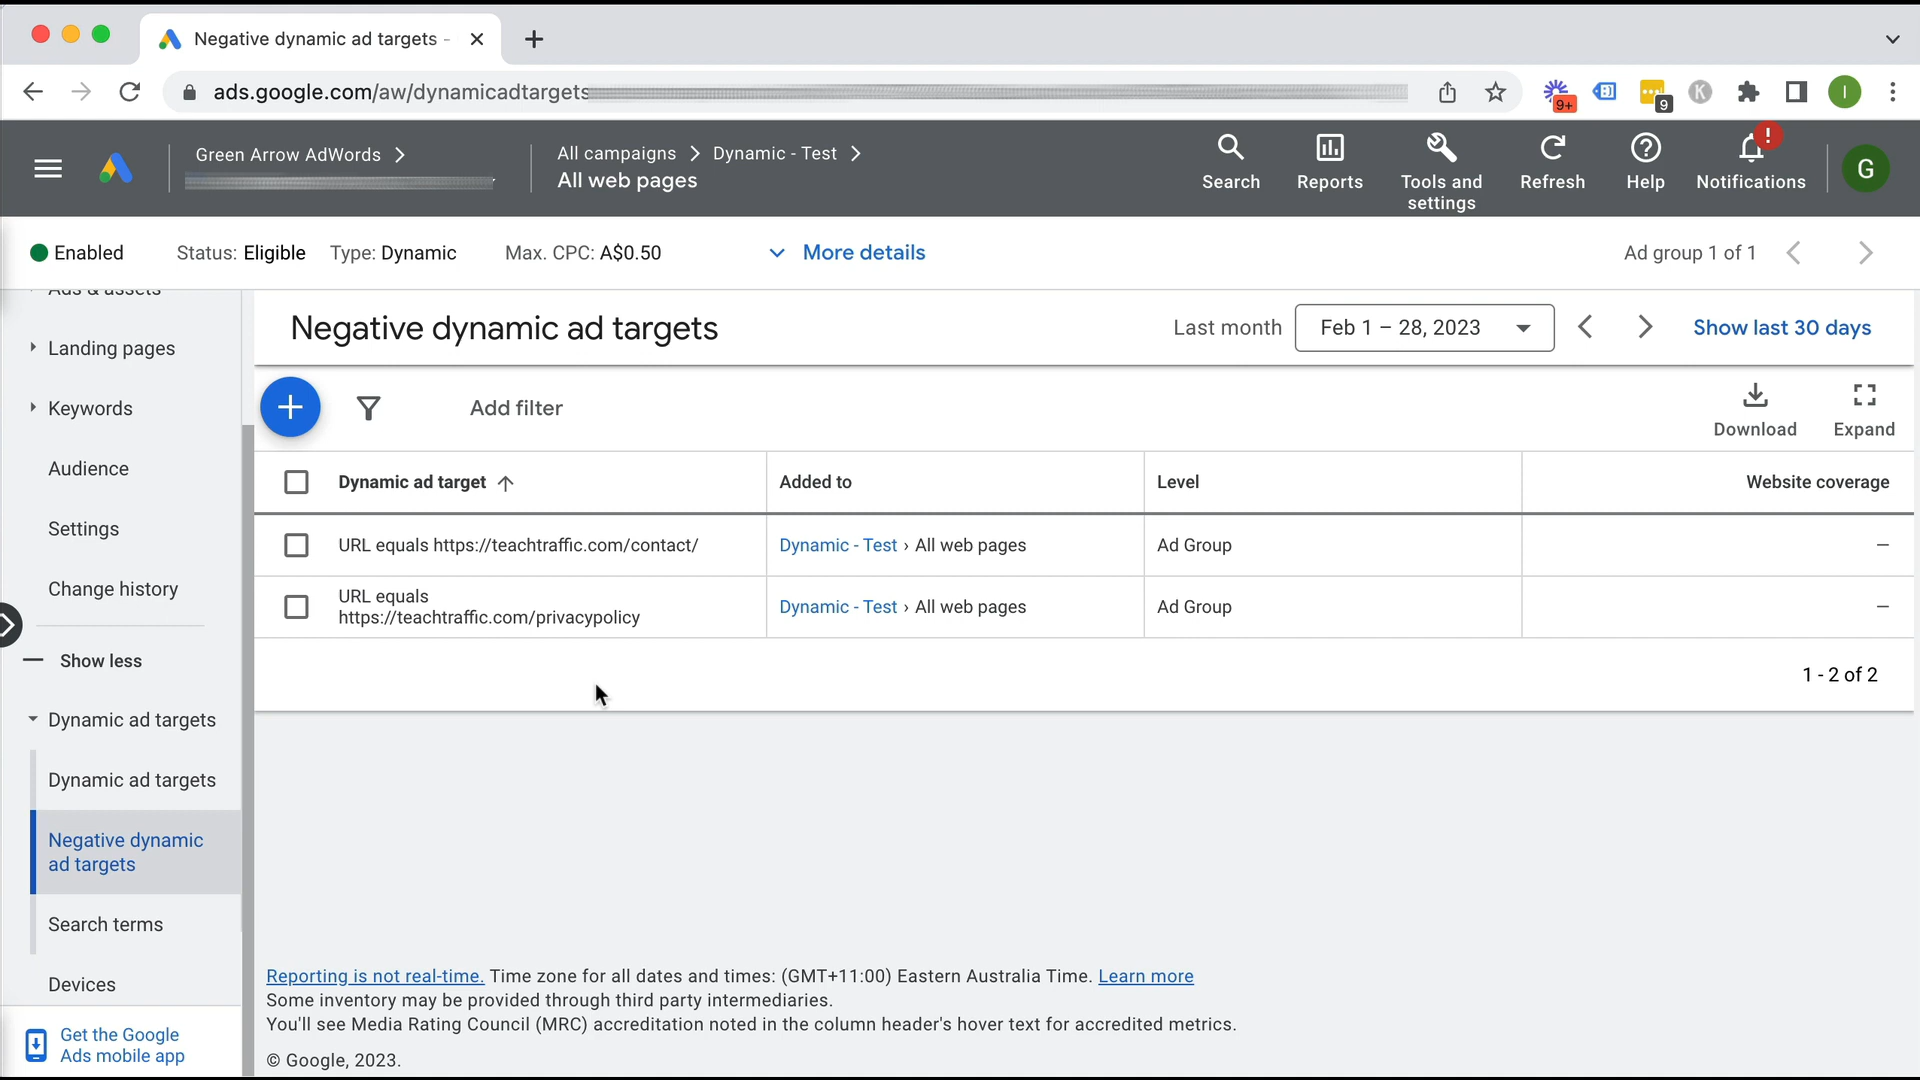 Negative dynamic ad targets -
ads.google.com/aw/dynamicadtargets
9+
9
K
I
Green Arrow AdWords
All campaigns > Dynamic - Test >
All web pages
Search
Reports
Tools and
settings
Refresh
Help
!
Notifications
G
Enabled
Status: Eligible
Type: Dynamic
Max. CPC: A$0.50
More details
Ad group 1 of 1
Ads & assets
Landing pages
Keywords
Audience
Settings
Change history
Show less
Dynamic ad targets
Dynamic ad targets
Negative dynamic
ad targets
Search terms
Devices
Get the Google
Ads mobile app
Negative dynamic ad targets
Last month
Feb 1 – 28, 2023
Show last 30 days
Add filter
Download
Expand
Dynamic ad target
Added to
Level
Website coverage
URL equals https://teachtraffic.com/contact/
Dynamic - Test › All web pages
Ad Group
—
URL equals
https://teachtraffic.com/privacypolicy
Dynamic - Test › All web pages
Ad Group
—
1 - 2 of 2
Reporting is not real-time. Time zone for all dates and times: (GMT+11:00) Eastern Australia Time. Learn more
Some inventory may be provided through third party intermediaries.
You'll see Media Rating Council (MRC) accreditation noted in the column header's hover text for accredited metrics.
© Google, 2023.